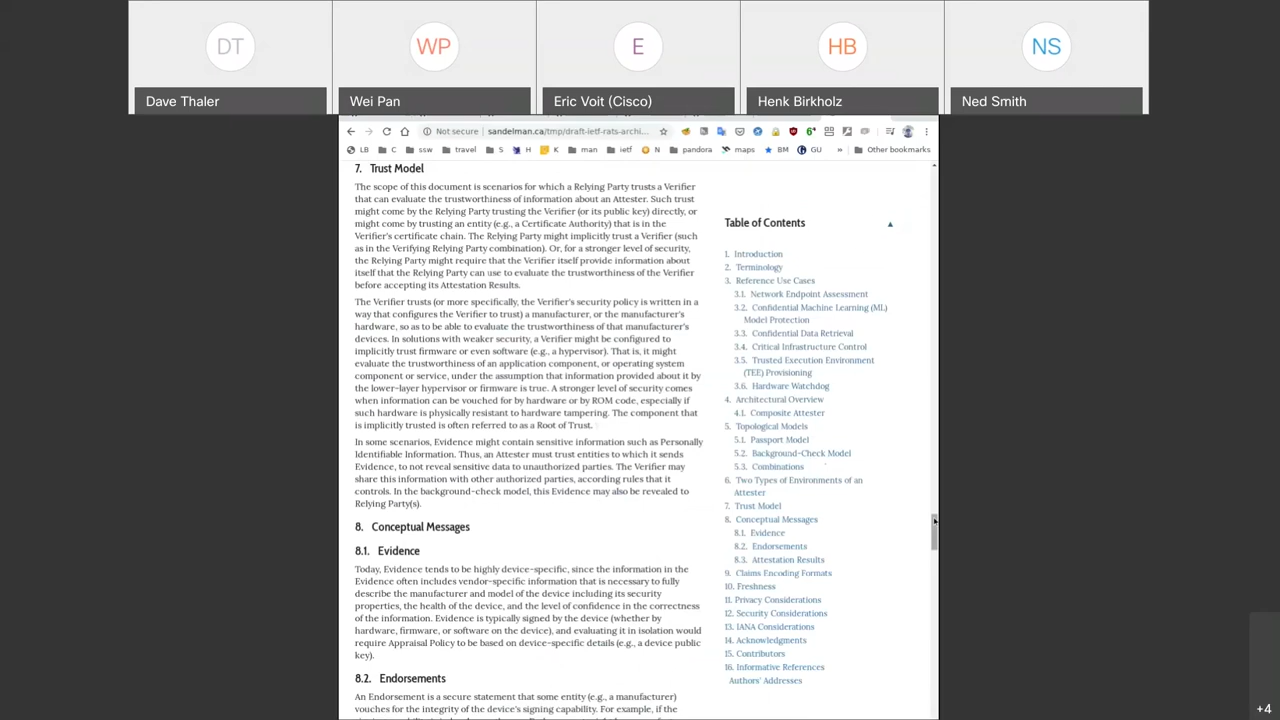 DT
WP
E
HB
NS
Dave Thaler
Wei Pan
Eric Voit (Cisco)
Henk Birkholz
Ned Smith
Not secure | sandelman.ca/tmp/draft-ietf-rats-archi...
LB
C
ssw
travel
S
H
K
man
ietf
N
pandora
maps
BM
GU
»
Other bookmarks
7. Trust Model
The scope of this document is scenarios for which a Relying Party trusts a Verifier
that can evaluate the trustworthiness of information about an Attester. Such trust
might come by the Relying Party trusting the Verifier (or its public key) directly, or
might come by trusting an entity (e.g., a Certificate Authority) that is in the
Verifier's certificate chain. The Relying Party might implicitly trust a Verifier (such
as in the Verifying Relying Party combination). Or, for a stronger level of security,
the Relying Party might require that the Verifier itself provide information about
itself that the Relying Party can use to evaluate the trustworthiness of the Verifier
before accepting its Attestation Results.
The Verifier trusts (or more specifically, the Verifier's security policy is written in a
way that configures the Verifier to trust) a manufacturer, or the manufacturer's
hardware, so as to be able to evaluate the trustworthiness of that manufacturer's
devices. In solutions with weaker security, a Verifier might be configured to
implicitly trust firmware or even software (e.g., a hypervisor). That is, it might
evaluate the trustworthiness of an application component, or operating system
component or service, under the assumption that information provided about it by
the lower-layer hypervisor or firmware is true. A stronger level of security comes
when information can be vouched for by hardware or by ROM code, especially if
such hardware is physically resistant to hardware tampering. The component that
is implicitly trusted is often referred to as a Root of Trust.
In some scenarios, Evidence might contain sensitive information such as Personally
Identifiable Information. Thus, an Attester must trust entities to which it sends
Evidence, to not reveal sensitive data to unauthorized parties. The Verifier may
share this information with other authorized parties, according rules that it
controls. In the background-check model, this Evidence may also be revealed to
Relying Party(s).
8. Conceptual Messages
8.1. Evidence
Today, Evidence tends to be highly device-specific, since the information in the
Evidence often includes vendor-specific information that is necessary to fully
describe the manufacturer and model of the device including its security
properties, the health of the device, and the level of confidence in the correctness
of the information. Evidence is typically signed by the device (whether by
hardware, firmware, or software on the device), and evaluating it in isolation would
require Appraisal Policy to be based on device-specific details (e.g., a device public
key).
8.2. Endorsements
An Endorsement is a secure statement that some entity (e.g., a manufacturer)
vouches for the integrity of the device's signing capability. For example, if the
Table of Contents
1. Introduction
2. Terminology
3. Reference Use Cases
3.1. Network Endpoint Assessment
3.2. Confidential Machine Learning (ML)
Model Protection
3.3. Confidential Data Retrieval
3.4. Critical Infrastructure Control
3.5. Trusted Execution Environment
(TEE) Provisioning
3.6. Hardware Watchdog
4. Architectural Overview
4.1. Composite Attester
5. Topological Models
5.1. Passport Model
5.2. Background-Check Model
5.3. Combinations
6. Two Types of Environments of an
Attester
7. Trust Model
8. Conceptual Messages
8.1. Evidence
8.2. Endorsements
8.3. Attestation Results
9. Claims Encoding Formats
10. Freshness
11. Privacy Considerations
12. Security Considerations
13. IANA Considerations
14. Acknowledgments
15. Contributors
16. Informative References
Authors' Addresses
+4